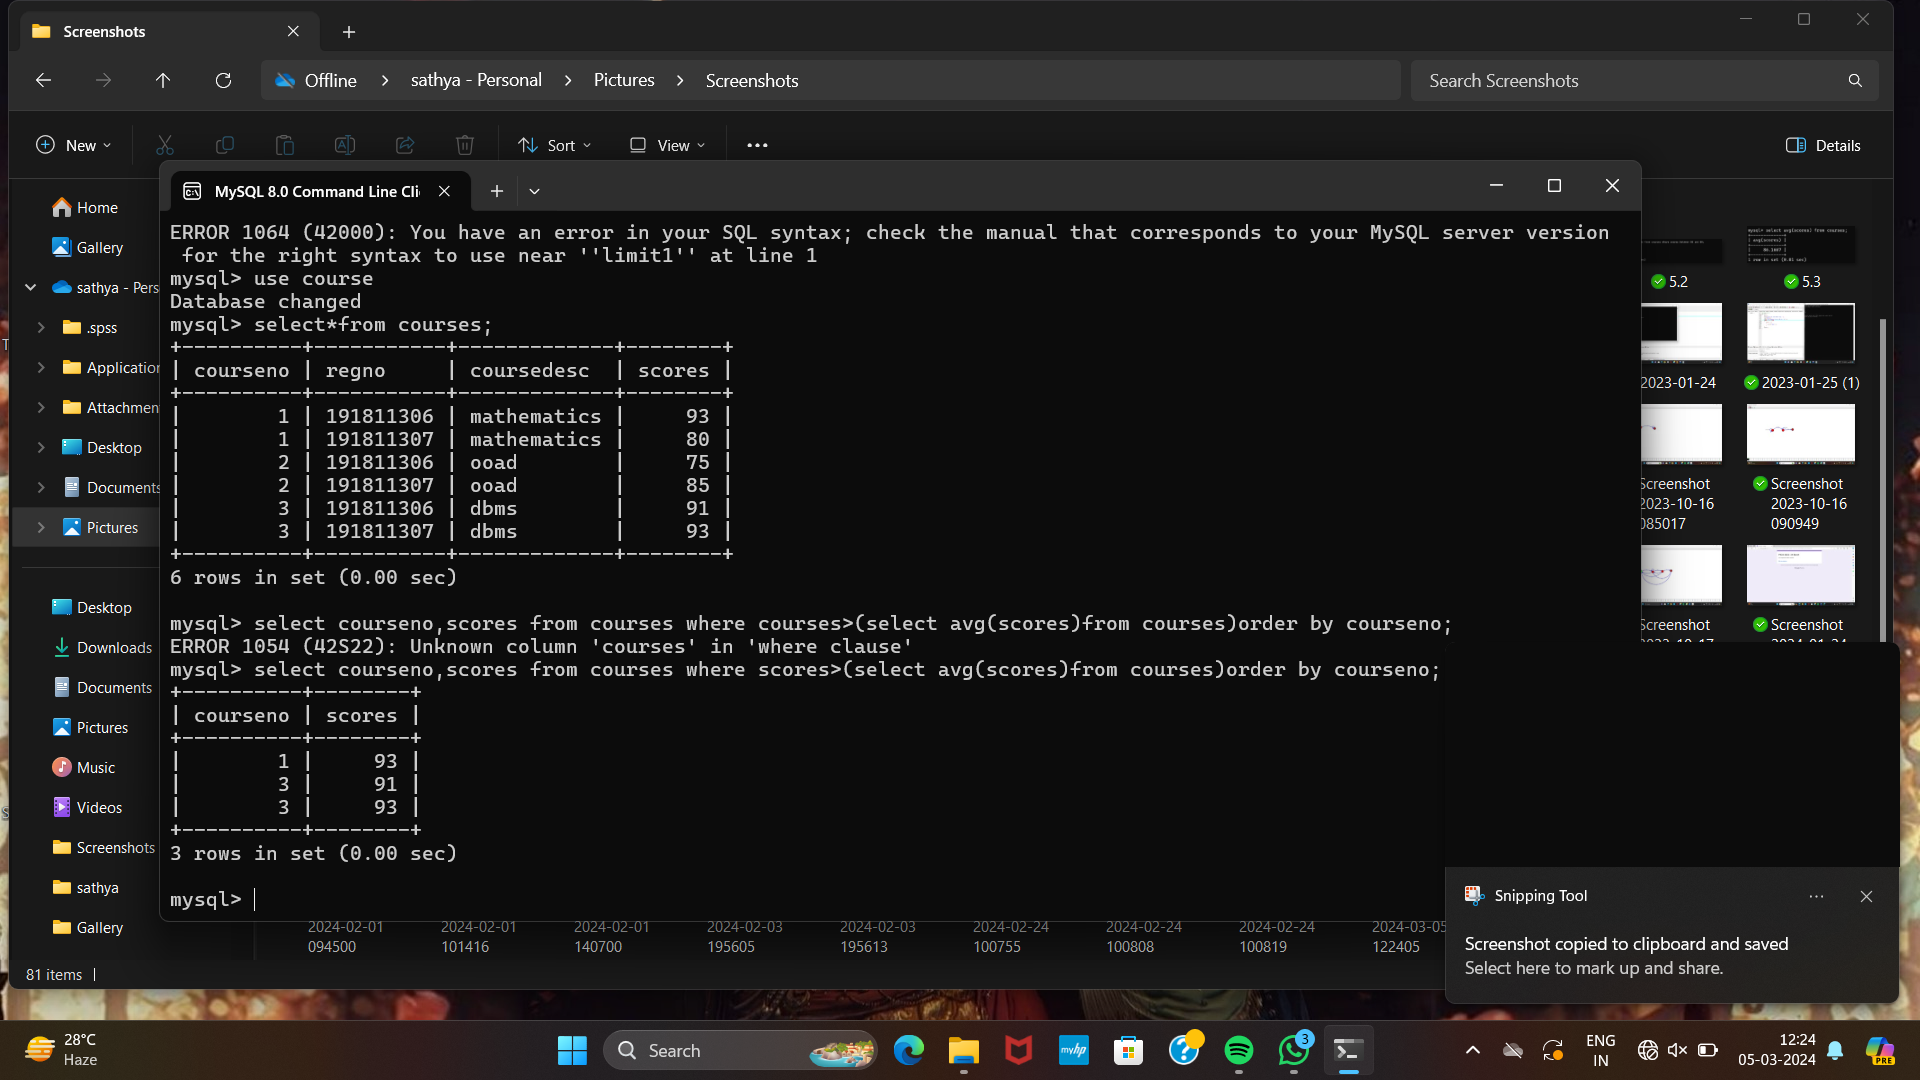 Screenshots
Offline > sathya - Personal > Pictures > Screenshots
Search Screenshots
New
Sort
View
Details
Home
Gallery
sathya - Pers
.spss
Application
Attachmen
Desktop
Documents
Pictures
Desktop
Downloads
Documents
Pictures
Music
Videos
Screenshots
sathya
Gallery
81 items
MySQL 8.0 Command Line Cli
ERROR 1064 (42000): You have an error in your SQL syntax; check the manual that corresponds to your MySQL server version
for the right syntax to use near ''limit1'' at line 1
mysql> use course
Database changed
mysql> select*from courses;
+----------+-----------+-------------+--------+
| courseno | regno     | coursedesc  | scores |
+----------+-----------+-------------+--------+
|        1 | 191811306 | mathematics |     93 |
|        1 | 191811307 | mathematics |     80 |
|        2 | 191811306 | ooad        |     75 |
|        2 | 191811307 | ooad        |     85 |
|        3 | 191811306 | dbms        |     91 |
|        3 | 191811307 | dbms        |     93 |
+----------+-----------+-------------+--------+
6 rows in set (0.00 sec)
mysql> select courseno,scores from courses where courses>(select avg(scores)from courses)order by courseno;
ERROR 1054 (42S22): Unknown column 'courses' in 'where clause'
mysql> select courseno,scores from courses where scores>(select avg(scores)from courses)order by courseno;
+----------+--------+
| courseno | scores |
+----------+--------+
|        1 |     93 |
|        3 |     91 |
|        3 |     93 |
+----------+--------+
3 rows in set (0.00 sec)
mysql>
5.2
5.3
2023-01-24
2023-01-25 (1)
Screenshot
2023-10-16
085017
Screenshot
2023-10-16
090949
Screenshot
Screenshot
2024-02-01
094500
2024-02-01
101416
2024-02-01
140700
2024-02-03
195605
2024-02-03
195613
2024-02-24
100755
2024-02-24
100808
2024-02-24
100819
2024-03-05
122405
Snipping Tool
Screenshot copied to clipboard and saved
Select here to mark up and share.
28°C
Haze
Search
myhp
3
ENG
IN
12:24
05-03-2024
PRE